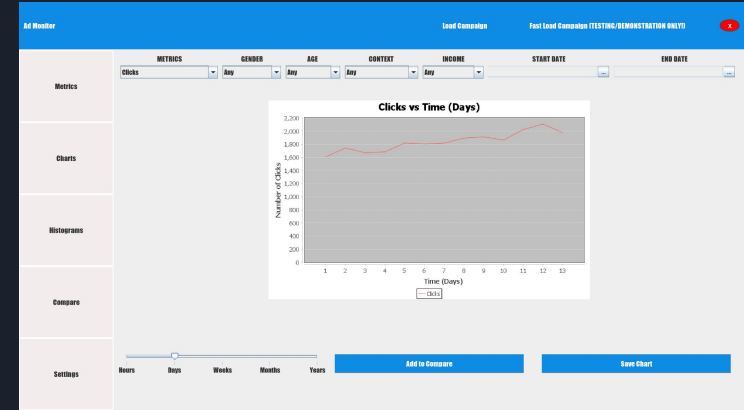 Ad Monitor
Load Campaign
Fast Load Campaign (TESTING/DEMONSTRATION ONLY!)
X
Metrics
Charts
Histograms
Compare
Settings
METRICS GENDER AGE CONTEXT INCOME START DATE END DATE
Clicks Any Any Any Any ... ...
Clicks vs Time (Days)
2,200
2,000
1,800
1,600
1,400
1,200
1,000
800
600
400
200
0
Number of Clicks
1 2 3 4 5 6 7 8 9 10 11 12 13
Time (Days)
Clicks
Hours Days Weeks Months Years
Add to Compare
Save Chart